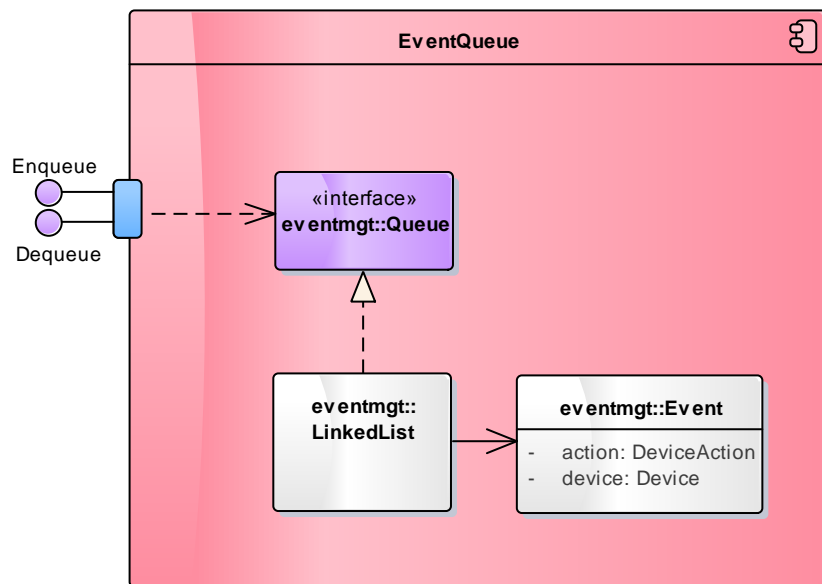 EventQueue
Enqueue
Dequeue
«interface»
eventmgt::Queue
eventmgt::
LinkedList
eventmgt::Event
- action: DeviceAction
- device: Device